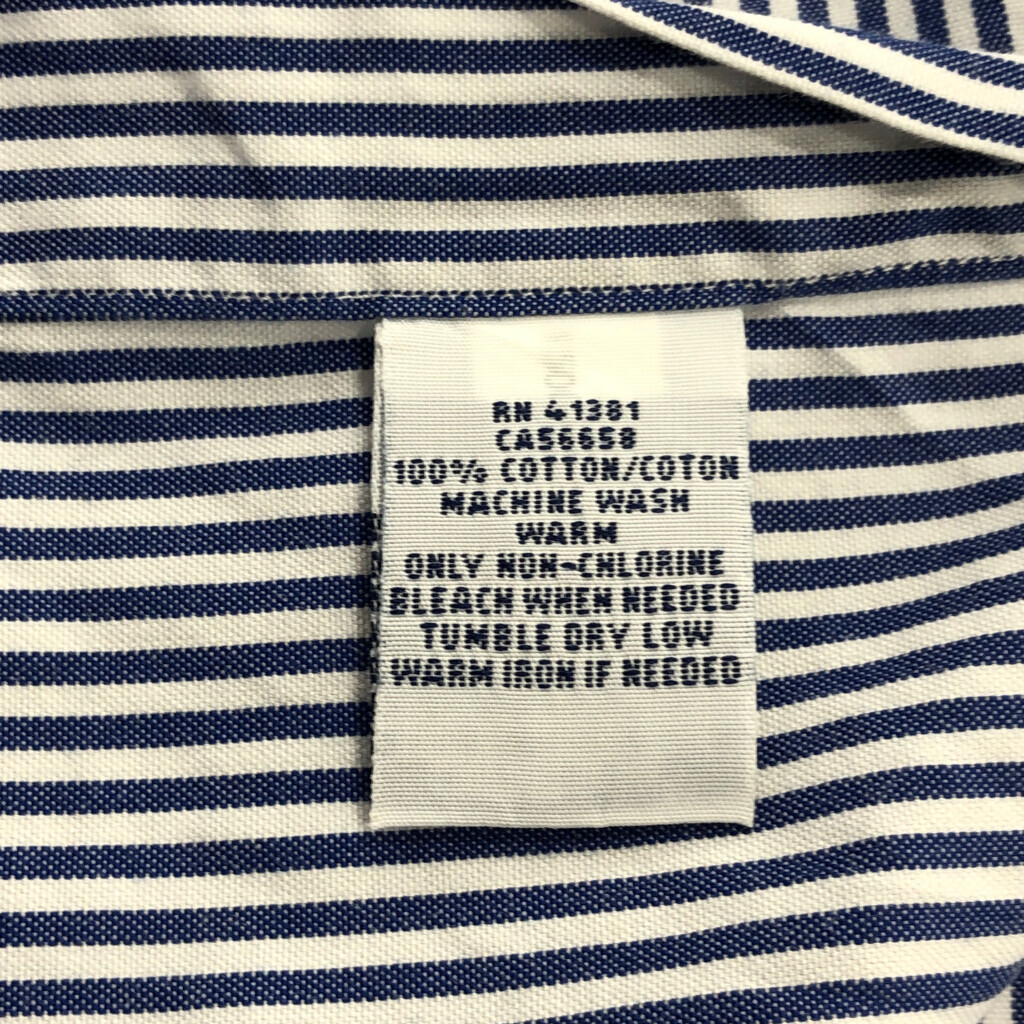 RN 41381
CA56658
100% COTTON/COTON
MACHINE WASH
WARM
ONLY NON-CHLORINE
BLEACH WHEN NEEDED
TUMBLE DRY LOW
WARM IRON IF NEEDED